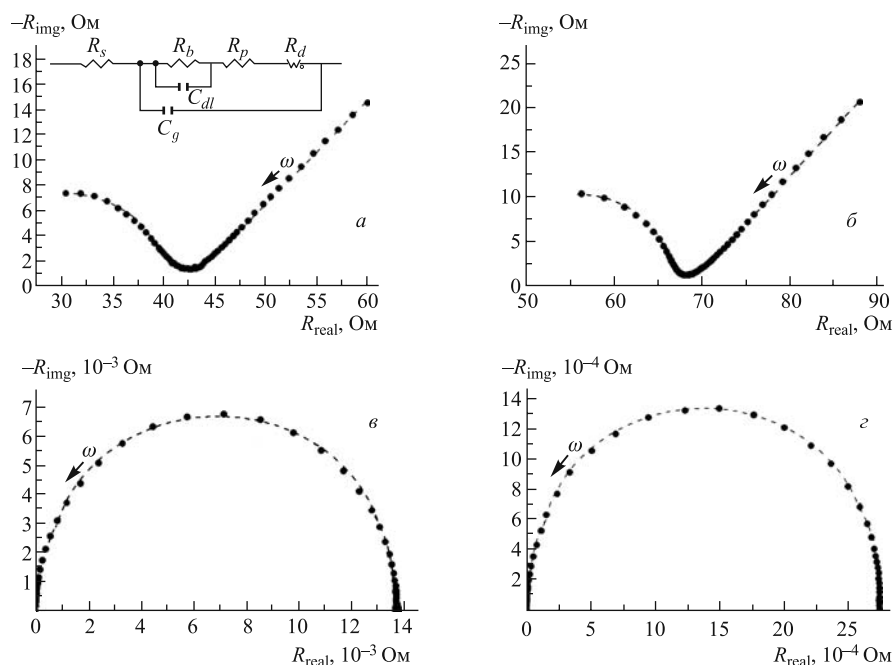 –R_img, Ом
R_s R_b R_p R_d
C_dl
C_g
18
16
14
12
10
8
6
4
2
0
ω
а
30 35 40 45 50 55 60
R_real, Ом
–R_img, Ом
25
20
15
10
5
0
ω
б
50 60 70 80 90
R_real, Ом
–R_img, 10⁻³ Ом
7
6
5
4
3
2
1
ω
в
0 2 4 6 8 10 12 14
R_real, 10⁻³ Ом
–R_img, 10⁻⁴ Ом
14
12
10
8
6
4
2
ω
г
0 5 10 15 20 25
R_real, 10⁻⁴ Ом